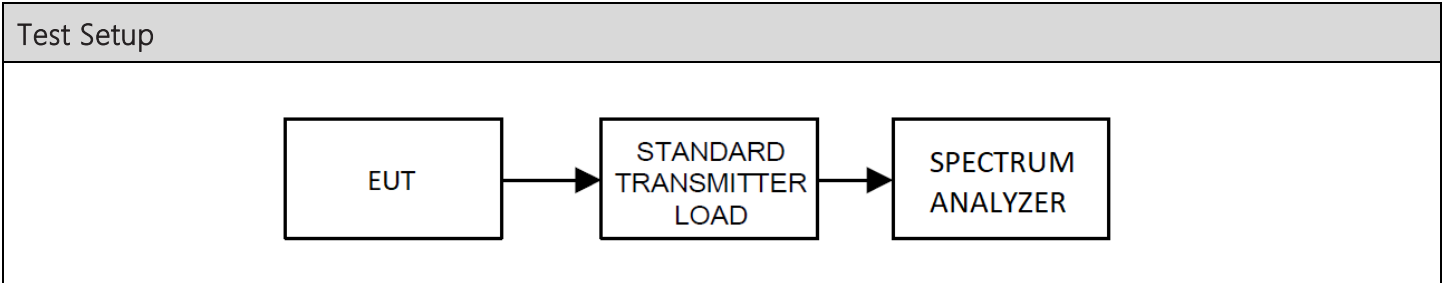 Test Setup
EUT
STANDARD
TRANSMITTER
LOAD
SPECTRUM
ANALYZER